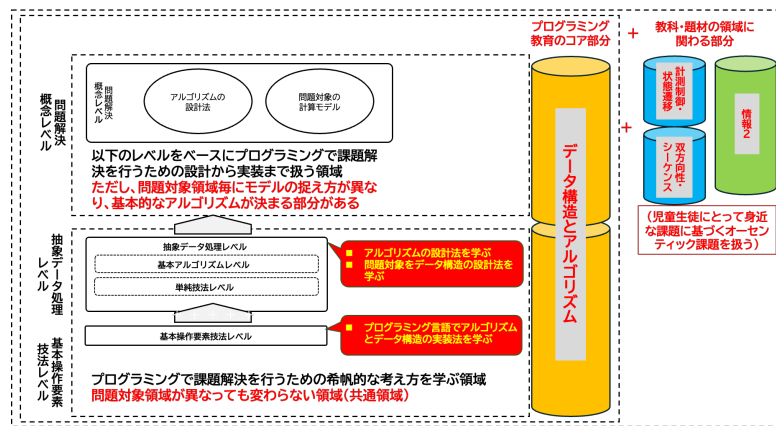 プログラミング
教育のコア部分
+
教科・題材の領域に
関わる部分
問題解決
概念レベル
問題解決
概念レベル
アルゴリズムの
設計法
問題対象の
計算モデル
以下のレベルをベースにプログラミングで課題解
決を行うための設計から実装まで扱う領域
ただし、問題対象領域毎にモデルの捉え方が異な
り、基本的なアルゴリズムが決まる部分がある
抽象データ処理
レベル
抽象データ処理レベル
基本アルゴリズムレベル
単純技法レベル
アルゴリズムの設計法を学ぶ
問題対象をデータ構造の設計法を
学ぶ
基本操作要素
技法レベル
基本操作要素技法レベル
プログラミング言語でアルゴリズム
とデータ構造の実装法を学ぶ
プログラミングで課題解決を行うための希帆的な考え方を学ぶ領域
問題対象領域が異なっても変わらない領域(共通領域)
データ構造とアルゴリズム
+
計測制御・
状態遷移
双方向性・
シーケンス
情報2
(児童生徒にとって身近
な課題に基づくオーセン
ティック課題を扱う)